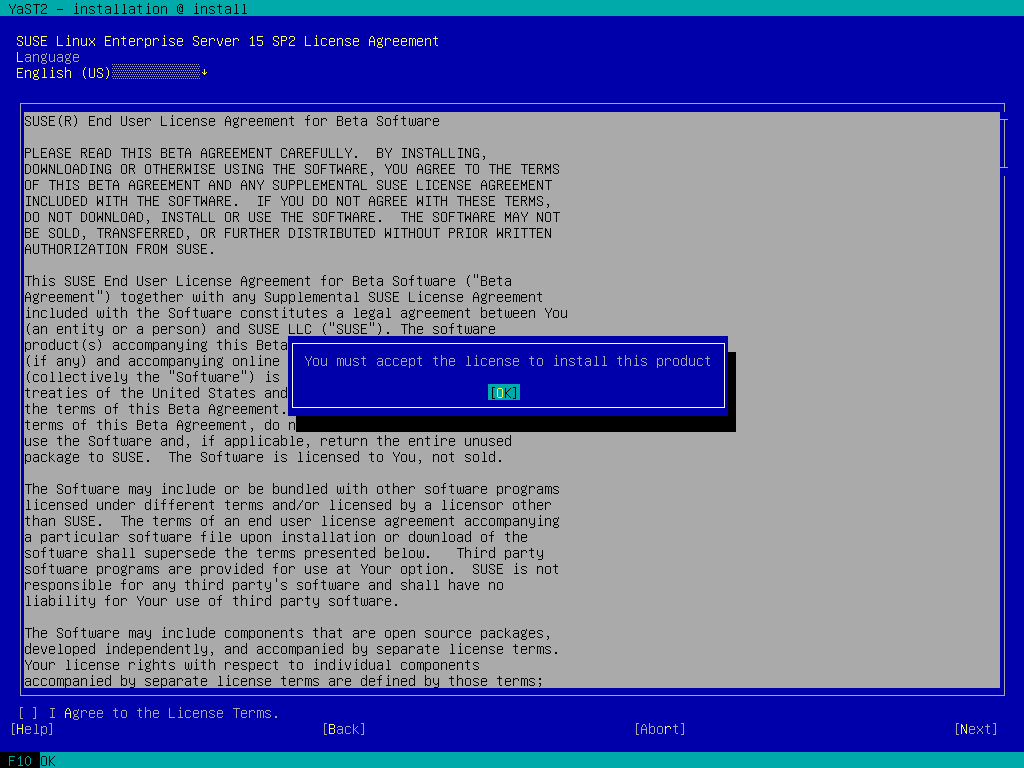 YaST2 - installation @ install
SUSE Linux Enterprise Server 15 SP2 License Agreement
Language
English (US)
SUSE(R) End User License Agreement for Beta Software
PLEASE READ THIS BETA AGREEMENT CAREFULLY.  BY INSTALLING,
DOWNLOADING OR OTHERWISE USING THE SOFTWARE, YOU AGREE TO THE TERMS
OF THIS BETA AGREEMENT AND ANY SUPPLEMENTAL SUSE LICENSE AGREEMENT
INCLUDED WITH THE SOFTWARE.  IF YOU DO NOT AGREE WITH THESE TERMS,
DO NOT DOWNLOAD, INSTALL OR USE THE SOFTWARE.  THE SOFTWARE MAY NOT
BE SOLD, TRANSFERRED, OR FURTHER DISTRIBUTED WITHOUT PRIOR WRITTEN
AUTHORIZATION FROM SUSE.
This SUSE End User License Agreement for Beta Software ("Beta
Agreement") together with any Supplemental SUSE License Agreement
included with the Software constitutes a legal agreement between You
(an entity or a person) and SUSE LLC ("SUSE"). The software
product(s) accompanying this Beta
(if any) and accompanying online
(collectively the "Software") is
treaties of the United States and
the terms of this Beta Agreement.
terms of this Beta Agreement, do n
use the Software and, if applicable, return the entire unused
package to SUSE.  The Software is licensed to You, not sold.
You must accept the license to install this product
[OK]
The Software may include or be bundled with other software programs
licensed under different terms and/or licensed by a licensor other
than SUSE.  The terms of an end user license agreement accompanying
a particular software file upon installation or download of the
software shall supersede the terms presented below.   Third party
software programs are provided for use at Your option.  SUSE is not
responsible for any third party's software and shall have no
liability for Your use of third party software.
The Software may include components that are open source packages,
developed independently, and accompanied by separate license terms.
Your license rights with respect to individual components
accompanied by separate license terms are defined by those terms;
[ ] I Agree to the License Terms.
[Help] [Back] [Abort] [Next]
F10 OK